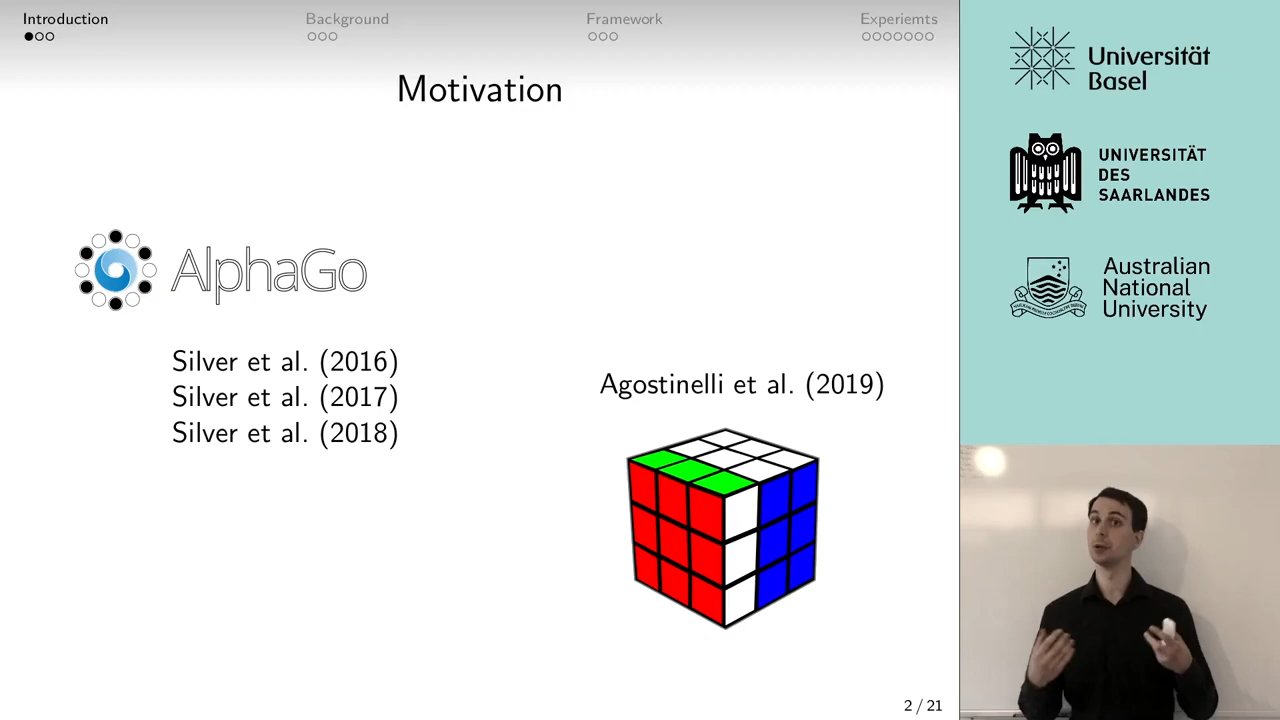 Introduction
Background
Framework
Experiemts
Motivation
AlphaGo
Silver et al. (2016)
Silver et al. (2017)
Silver et al. (2018)
Agostinelli et al. (2019)
2 / 21
Universität
Basel
UNIVERSITÄT
DES
SAARLANDES
Australian
National
University